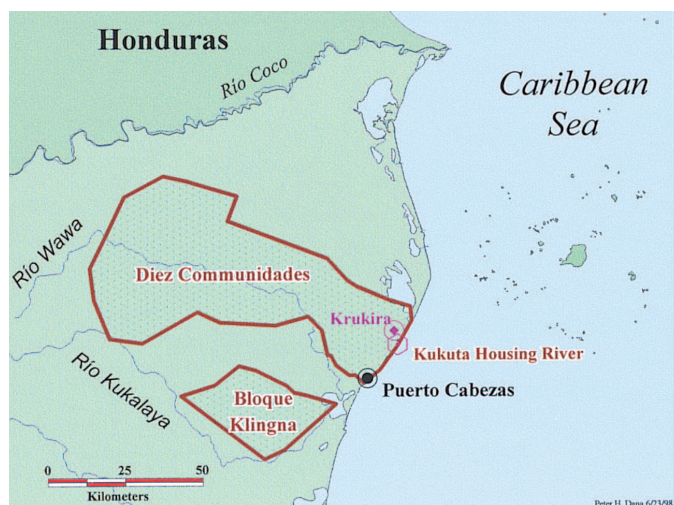 Honduras
Río Coco
Caribbean
Sea
Río Wawa
Diez Communidades
Krukira
Kukuta Housing River
Río Kukalaya
Puerto Cabezas
Bloque
Klingna
0 25 50
Kilometers
Peter H. Dana 6/23/98